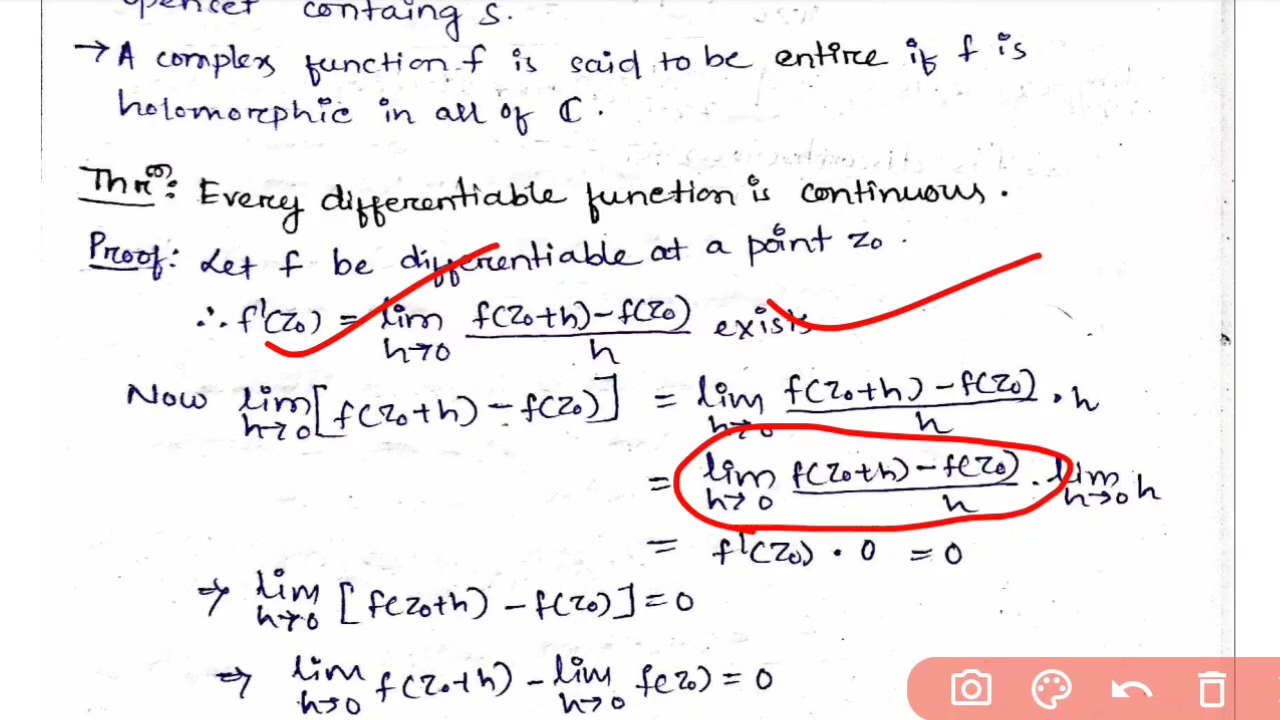 openset containg S.
→ A complex function f is said to be entire if f is
holomorphic in all of ℂ.
Thrm: Every differentiable function is continuous.
Proof: Let f be differentiable at a point z₀.
∴ f'(z₀) = lim h→0 f(z₀+h)-f(z₀)/h exists
Now lim h→0 [f(z₀+h) - f(z₀)] = lim h→0 f(z₀+h) - f(z₀)/h · h
= lim h→0 f(z₀+h) - f(z₀)/h · lim h→0 h
= f'(z₀) · 0 = 0
⇒ lim h→0 [f(z₀+h) - f(z₀)] = 0
⇒ lim h→0 f(z₀+h) - lim h→0 f(z₀) = 0